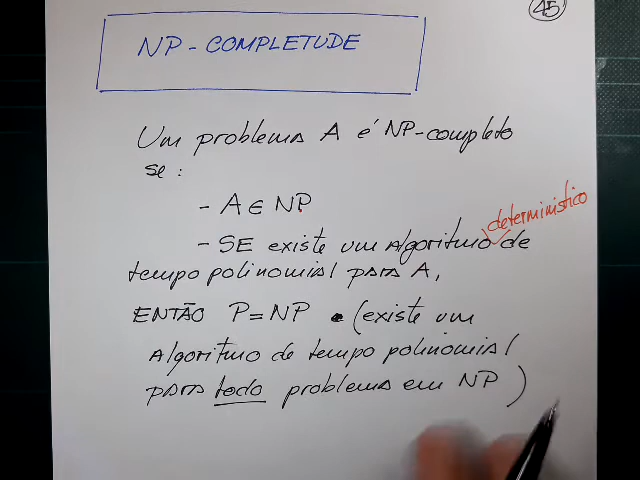 45
NP - COMPLETUDE
Um problema A é NP-completo
se:
- A ∈ NP
deterministico
- SE existe um algoritmo de
tempo polinomial para A,
ENTÃO P = NP (existe um
algoritmo de tempo polinomial
para todo problema em NP)